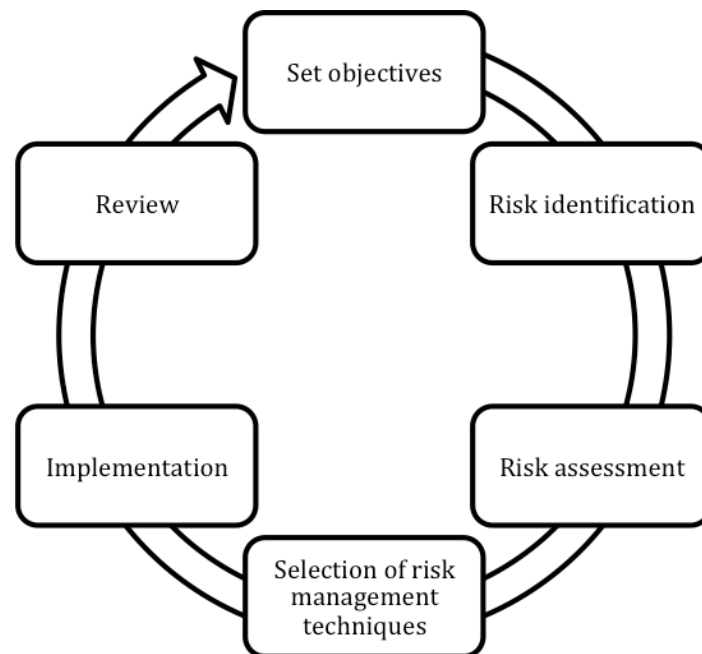 Set objectives
Risk identification
Risk assessment
Selection of risk
management
techniques
Implementation
Review